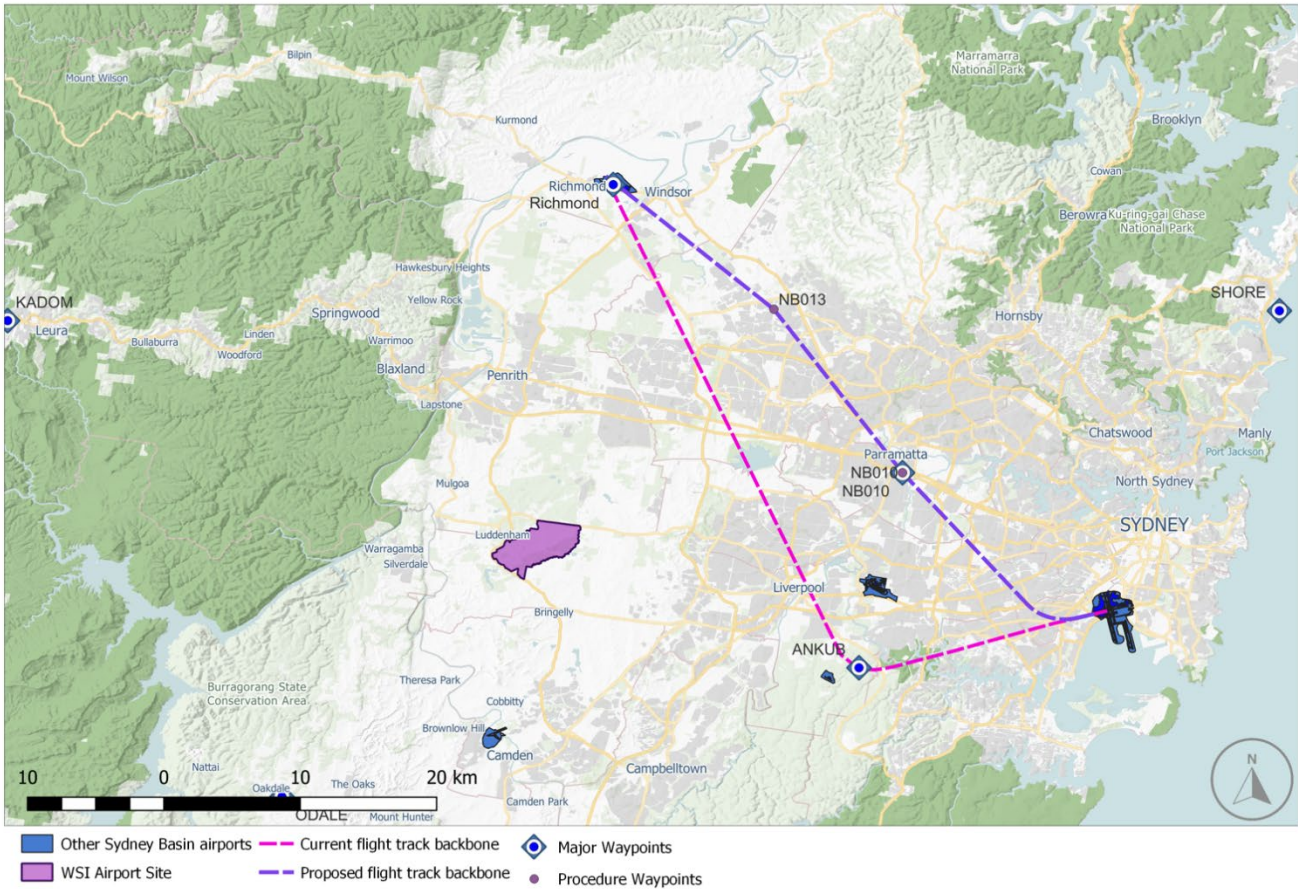 Bilpin
Mount Wilson
Marramarra
National Park
Kurmond
Brooklyn
Cowan
Richmond
Windsor
Richmond
Berowra
Ku-ring-gai Chase
National Park
Hawkesbury Heights
Yellow Rock
KADOM
Leura
Springwood
NB013
SHORE
Hornsby
Linden
Bullaburra
Woodford
Warrimoo
Blaxland
Penrith
Lapstone
Chatswood
Manly
Port Jackson
Parramatta
NB010
NB010
North Sydney
Mulgoa
SYDNEY
Luddenham
Warragamba
Silverdale
Liverpool
Bringelly
ANKUB
Theresa Park
Burragorang State
Conservation Area
Cobbitty
Brownlow Hill
Camden
Nattai
Campbelltown
N
10 0 10 20 km
Oakdale
The Oaks
Camden Park
ODALE
Mount Hunter
Other Sydney Basin airports
Current flight track backbone
Major Waypoints
WSI Airport Site
Proposed flight track backbone
Procedure Waypoints